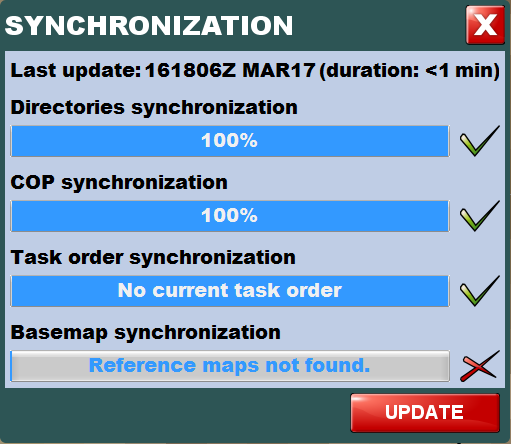 SYNCHRONIZATION X
Last update: 161806Z MAR17 (duration: <1 min)
Directories synchronization
100%
COP synchronization
100%
Task order synchronization
No current task order
Basemap synchronization
Reference maps not found.
UPDATE